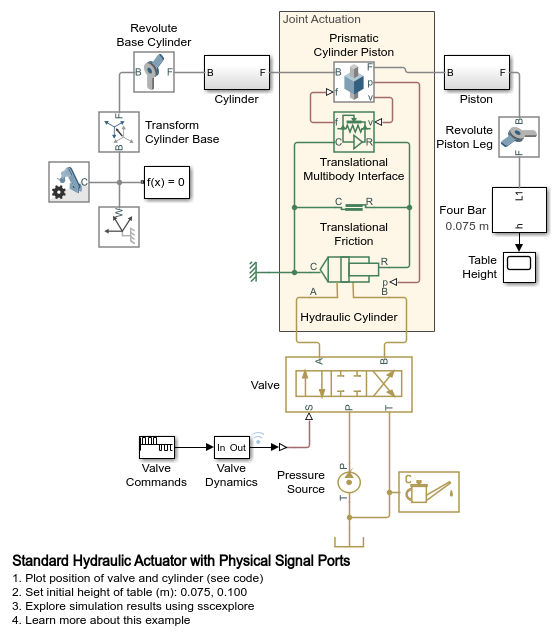 Joint Actuation
Revolute
Base Cylinder
Prismatic
Cylinder Piston
B
F
B
F
Cylinder
B
F
p
f
v
B
F
Piston
F
B
Transform
Cylinder Base
f
v
C
R
Translational
Multibody Interface
B
F
Revolute
Piston Leg
C
f(x) = 0
W
C
R
Translational
Friction
L1
h
Four Bar
0.075 m
Table
Height
C
R
p
A
B
Hydraulic Cylinder
A
B
Valve
S
P
T
In
Out
Valve
Commands
Valve
Dynamics
Pressure
Source
P
T
C
Standard Hydraulic Actuator with Physical Signal Ports
1. Plot position of valve and cylinder (see code)
2. Set initial height of table (m): 0.075, 0.100
3. Explore simulation results using sscexplore
4. Learn more about this example